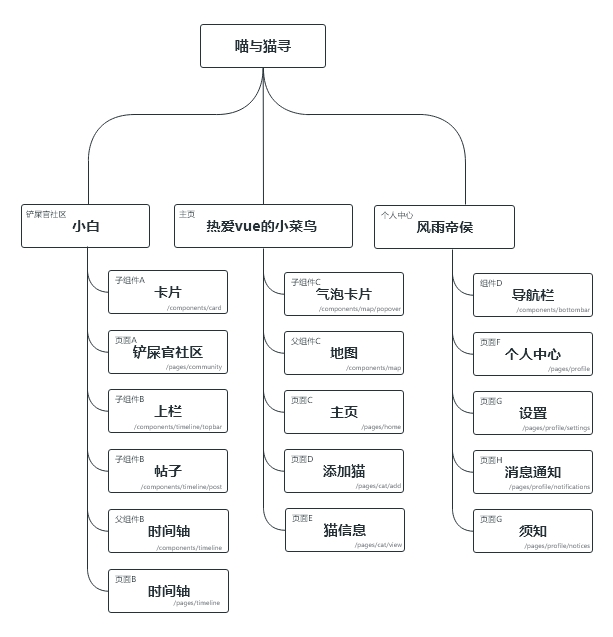 喵与猫寻
铲屎官社区
小白
主页
热爱vue的小菜鸟
个人中心
风雨帝侯
子组件A
卡片
/components/card
页面A
铲屎官社区
/pages/community
子组件B
上栏
/components/timeline/topbar
子组件B
帖子
/components/timeline/post
父组件B
时间轴
/components/timeline
页面B
时间轴
/pages/timeline
子组件C
气泡卡片
/components/map/popover
父组件C
地图
/components/map
页面C
主页
/pages/home
页面D
添加猫
/pages/cat/add
页面E
猫信息
/pages/cat/view
组件D
导航栏
/components/bottombar
页面F
个人中心
/pages/profile
页面G
设置
/pages/profile/settings
页面H
消息通知
/pages/profile/notifications
页面G
须知
/pages/profile/notices